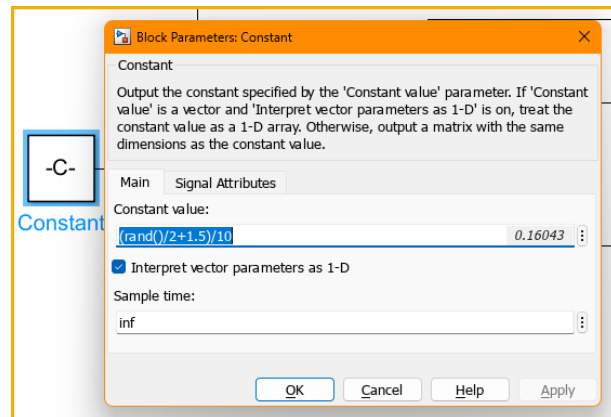 Block Parameters: Constant
Constant
Output the constant specified by the 'Constant value' parameter. If 'Constant
value' is a vector and 'Interpret vector parameters as 1-D' is on, treat the
constant value as a 1-D array. Otherwise, output a matrix with the same
dimensions as the constant value.
-C-
Constant
Main Signal Attributes
Constant value:
(rand()/2+1.5)/10 0.16043
Interpret vector parameters as 1-D
Sample time:
inf
OK Cancel Help Apply